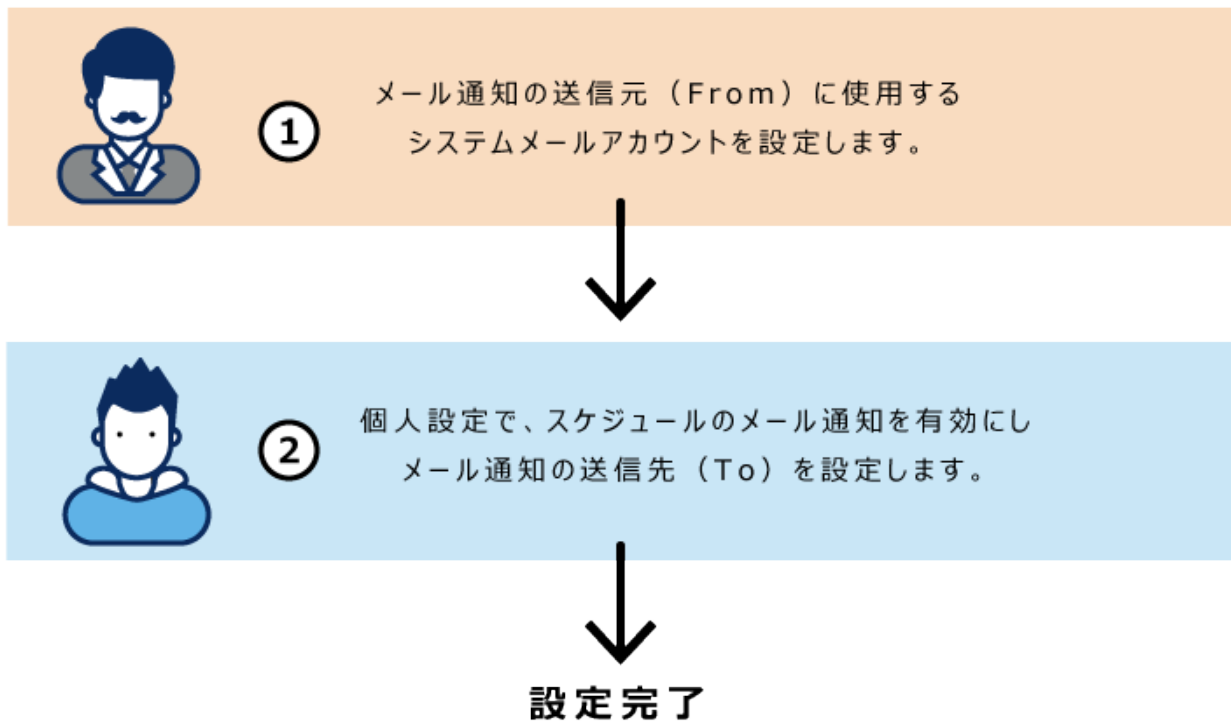 ①
メール通知の送信元（From）に使用する
システムメールアカウントを設定します。
②
個人設定で、スケジュールのメール通知を有効にし
メール通知の送信先（To）を設定します。
設定完了